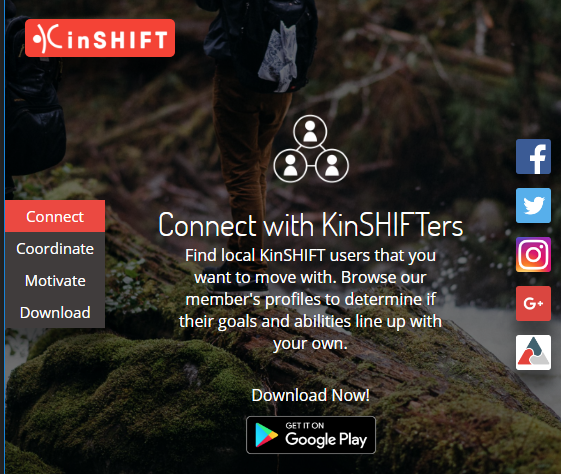 KinSHIFT
Connect
Coordinate
Motivate
Download
Connect with KinSHIFTers
Find local KinSHIFT users that you
want to move with. Browse our
member's profiles to determine if
their goals and abilities line up with
your own.
Download Now!
GET IT ON
Google Play
f
G+